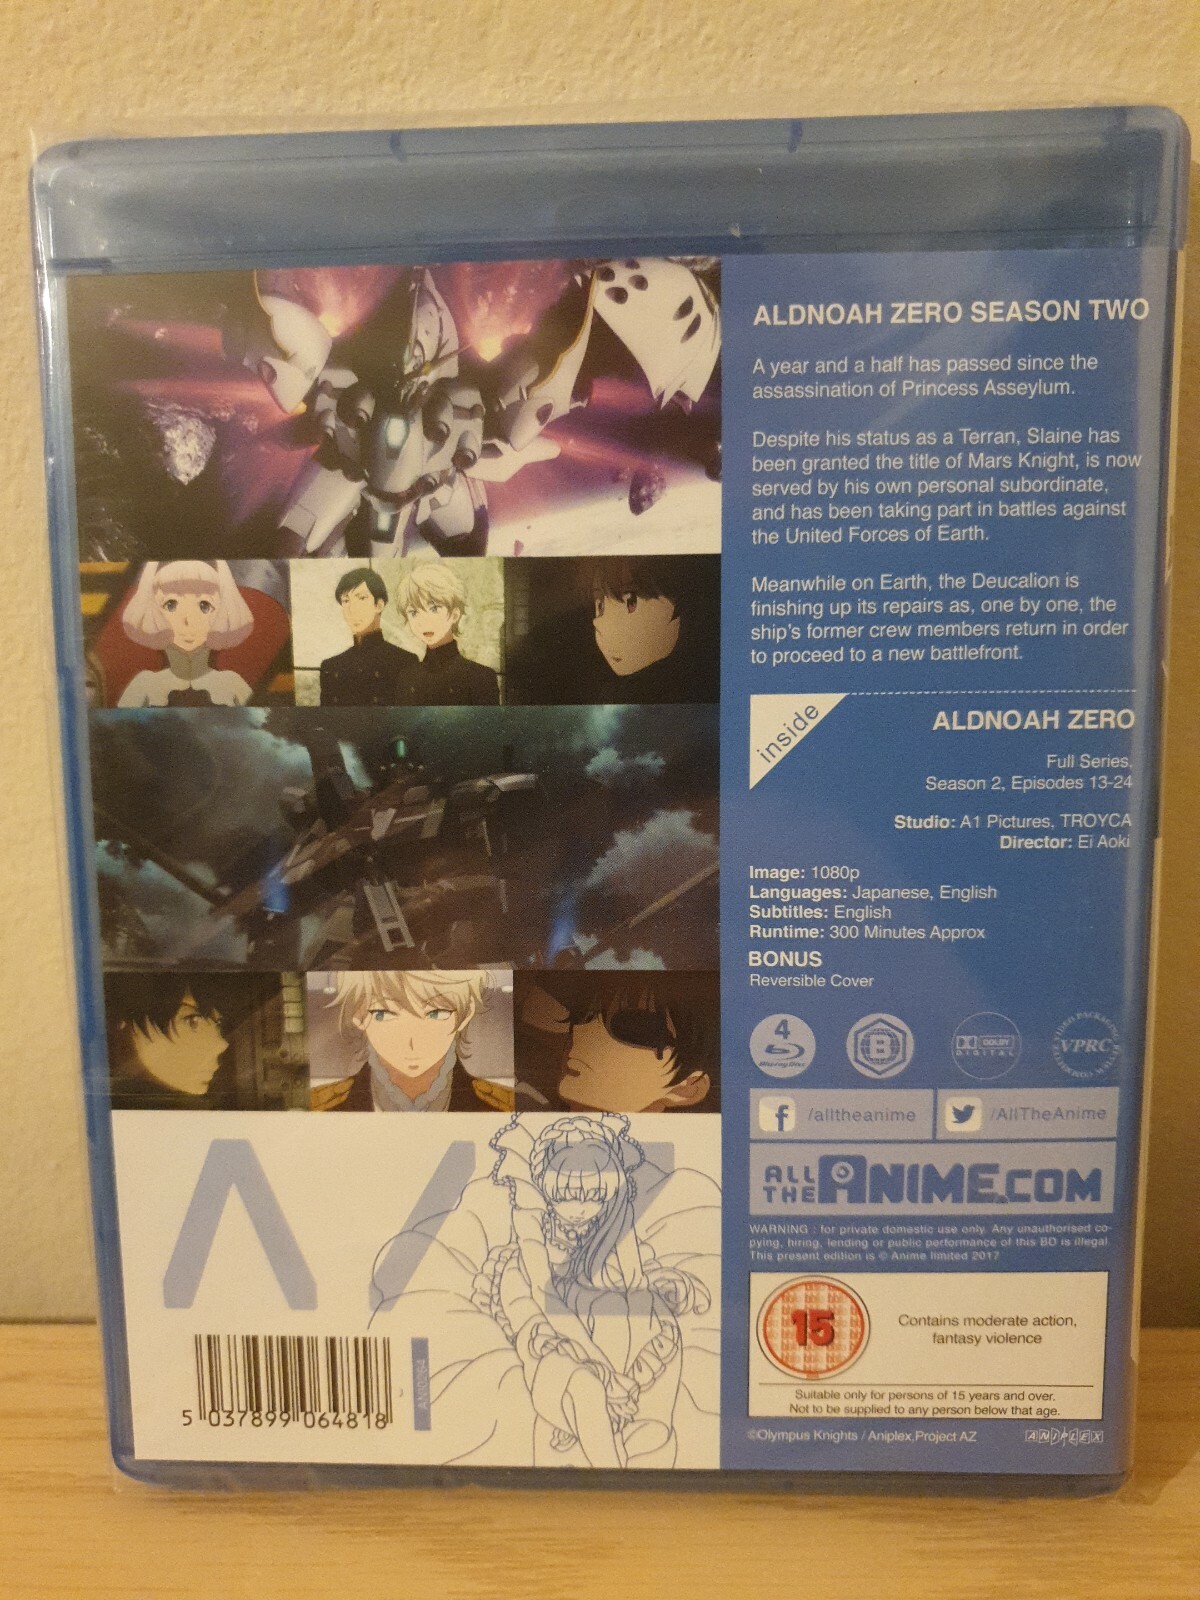 ALDNOAH ZERO SEASON TWO
A year and a half has passed since the
assassination of Princess Asseylum.
Despite his status as a Terran, Slaine has
been granted the title of Mars Knight, is now
served by his own personal subordinate,
and has been taking part in battles against
the United Forces of Earth.
Meanwhile on Earth, the Deucalion is
finishing up its repairs as, one by one, the
ship's former crew members return in order
to proceed to a new battlefront.
inside
ALDNOAH ZERO
Full Series,
Season 2, Episodes 13-24
Studio: A1 Pictures, TROYCA
Director: Ei Aoki
Image: 1080p
Languages: Japanese, English
Subtitles: English
Runtime: 300 Minutes Approx
BONUS
Reversible Cover
4
Blu-ray Disc
B
DOLBY
DIGITAL
VPRC
f /alltheanime
/AllTheAnime
ALL
THE ANIME.COM
WARNING : for private domestic use only. Any unauthorised co-
pying, hiring, lending or public performance of this BD is illegal.
This present edition is © Anime limited 2017
15
Contains moderate action,
fantasy violence
Suitable only for persons of 15 years and over.
Not to be supplied to any person below that age.
©Olympus Knights / Aniplex,Project AZ
ANIPLEX
A/Z
5 037899 064818